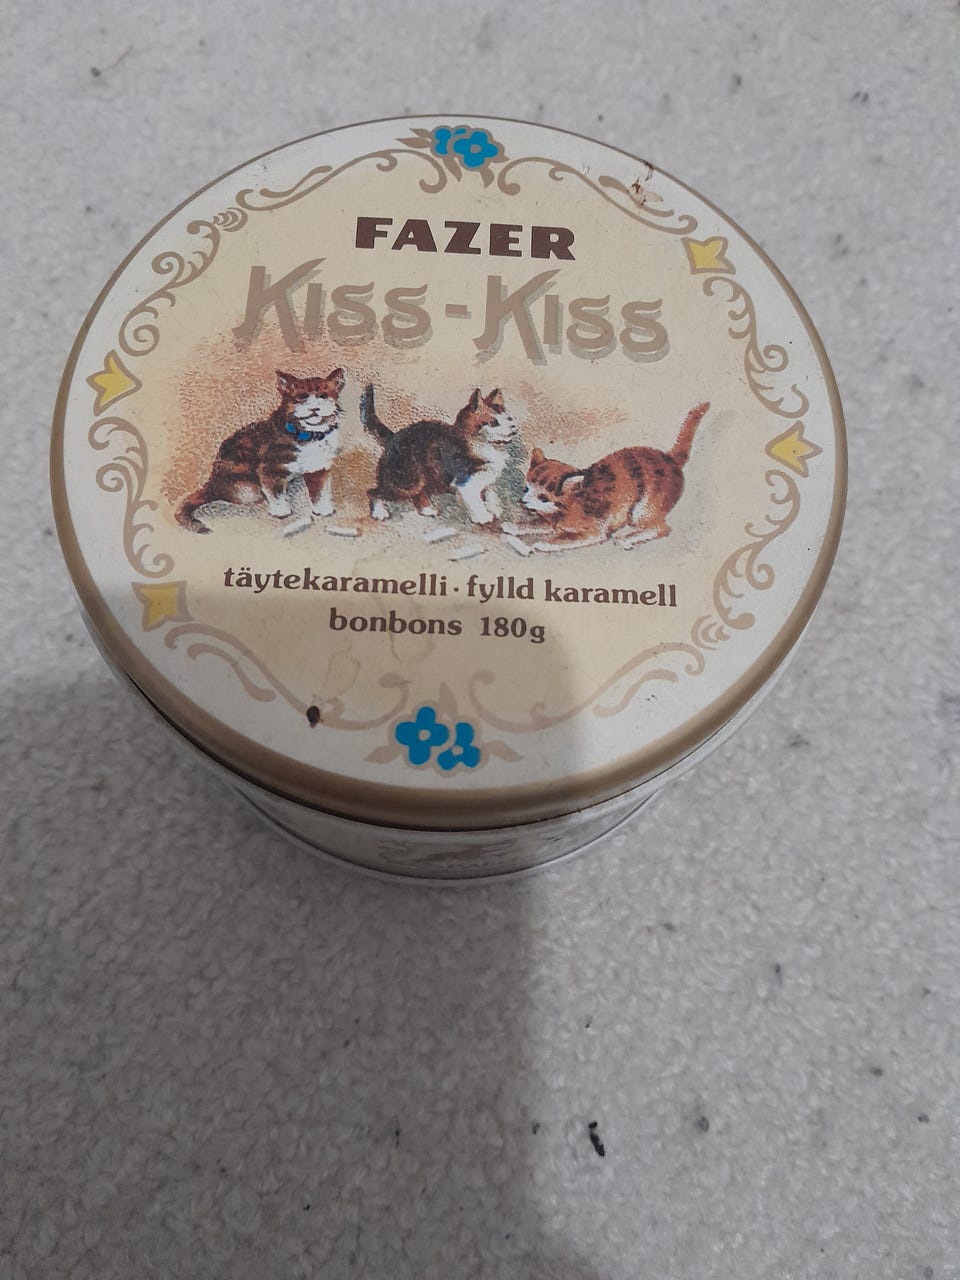 FAZER
Kiss-Kiss
täytekaramelli · fylld karamell
bonbons 180g